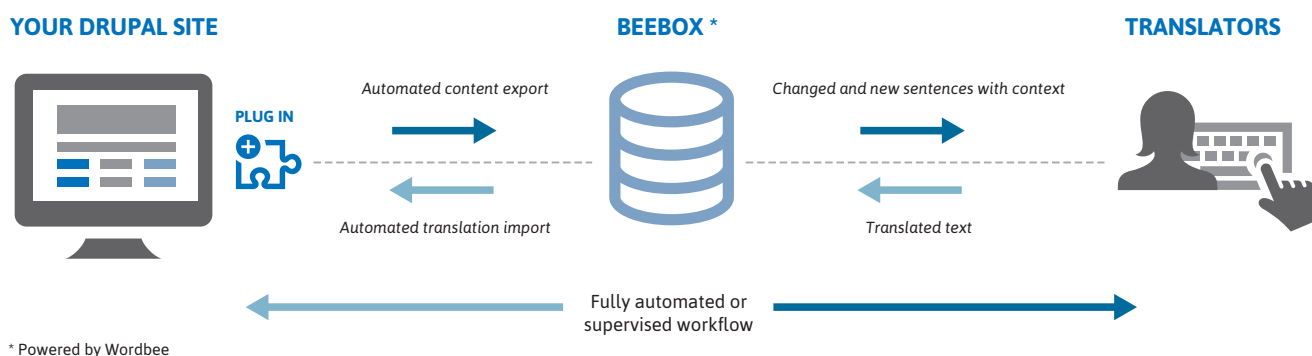 YOUR DRUPAL SITE
BEEBOX *
TRANSLATORS
PLUG IN
Automated content export
Changed and new sentences with context
Automated translation import
Translated text
Fully automated or
supervised workflow
* Powered by Wordbee